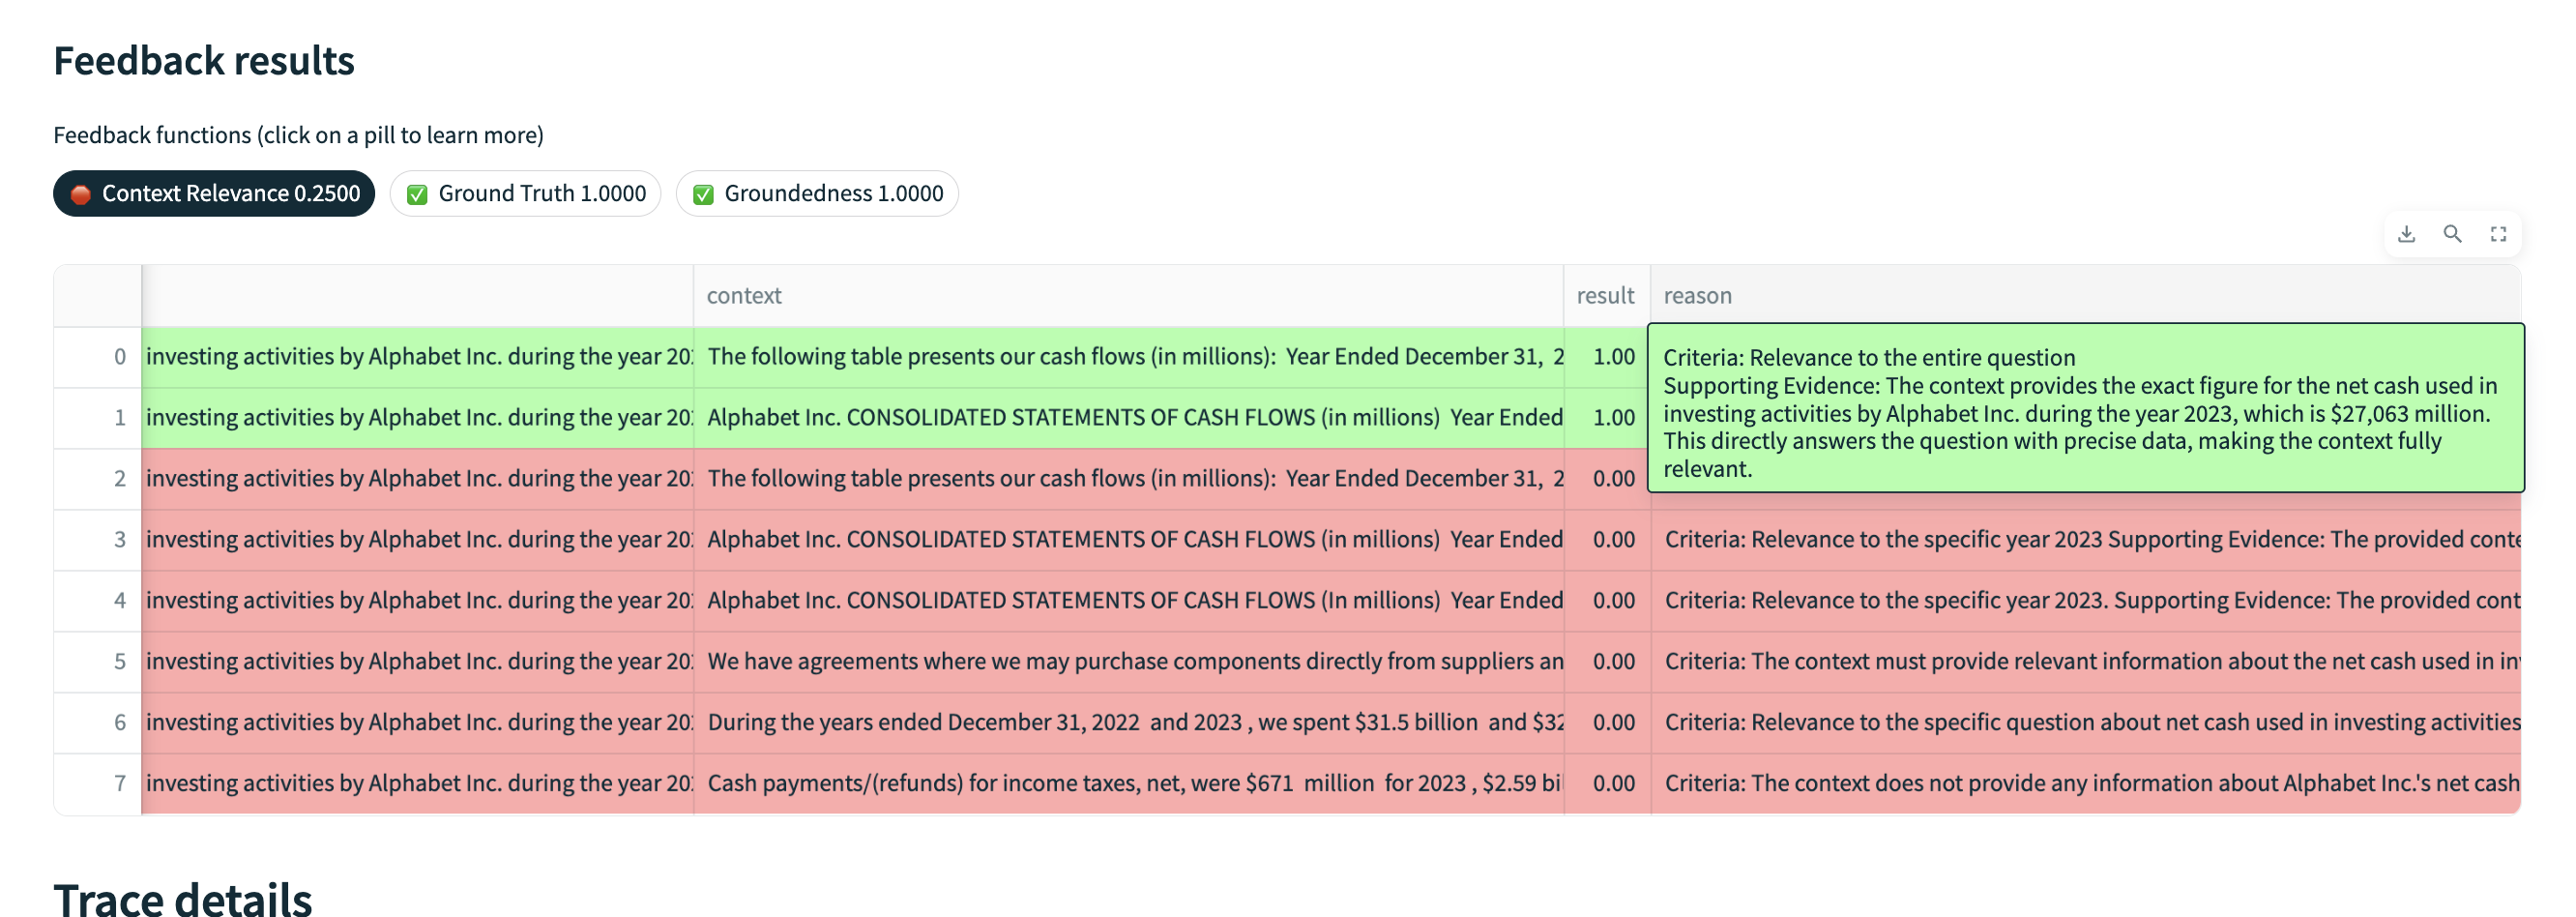 Feedback results
Feedback functions (click on a pill to learn more)
Context Relevance 0.2500 Ground Truth 1.0000 Groundedness 1.0000
context result reason
0 investing activities by Alphabet Inc. during the year 20 The following table presents our cash flows (in millions): Year Ended December 31, 2 1.00
Criteria: Relevance to the entire question
Supporting Evidence: The context provides the exact figure for the net cash used in
investing activities by Alphabet Inc. during the year 2023, which is $27,063 million.
This directly answers the question with precise data, making the context fully
relevant.
1 investing activities by Alphabet Inc. during the year 20 Alphabet Inc. CONSOLIDATED STATEMENTS OF CASH FLOWS (in millions) Year Ended 1.00
2 investing activities by Alphabet Inc. during the year 20 The following table presents our cash flows (in millions): Year Ended December 31, 2 0.00
3 investing activities by Alphabet Inc. during the year 20 Alphabet Inc. CONSOLIDATED STATEMENTS OF CASH FLOWS (in millions) Year Ended 0.00 Criteria: Relevance to the specific year 2023 Supporting Evidence: The provided conte
4 investing activities by Alphabet Inc. during the year 20 Alphabet Inc. CONSOLIDATED STATEMENTS OF CASH FLOWS (In millions) Year Ended 0.00 Criteria: Relevance to the specific year 2023. Supporting Evidence: The provided cont
5 investing activities by Alphabet Inc. during the year 20 We have agreements where we may purchase components directly from suppliers an 0.00 Criteria: The context must provide relevant information about the net cash used in in
6 investing activities by Alphabet Inc. during the year 20 During the years ended December 31, 2022 and 2023 , we spent $31.5 billion and $32 0.00 Criteria: Relevance to the specific question about net cash used in investing activities
7 investing activities by Alphabet Inc. during the year 20 Cash payments/(refunds) for income taxes, net, were $671 million for 2023 , $2.59 bi 0.00 Criteria: The context does not provide any information about Alphabet Inc.'s net cash
Trace details